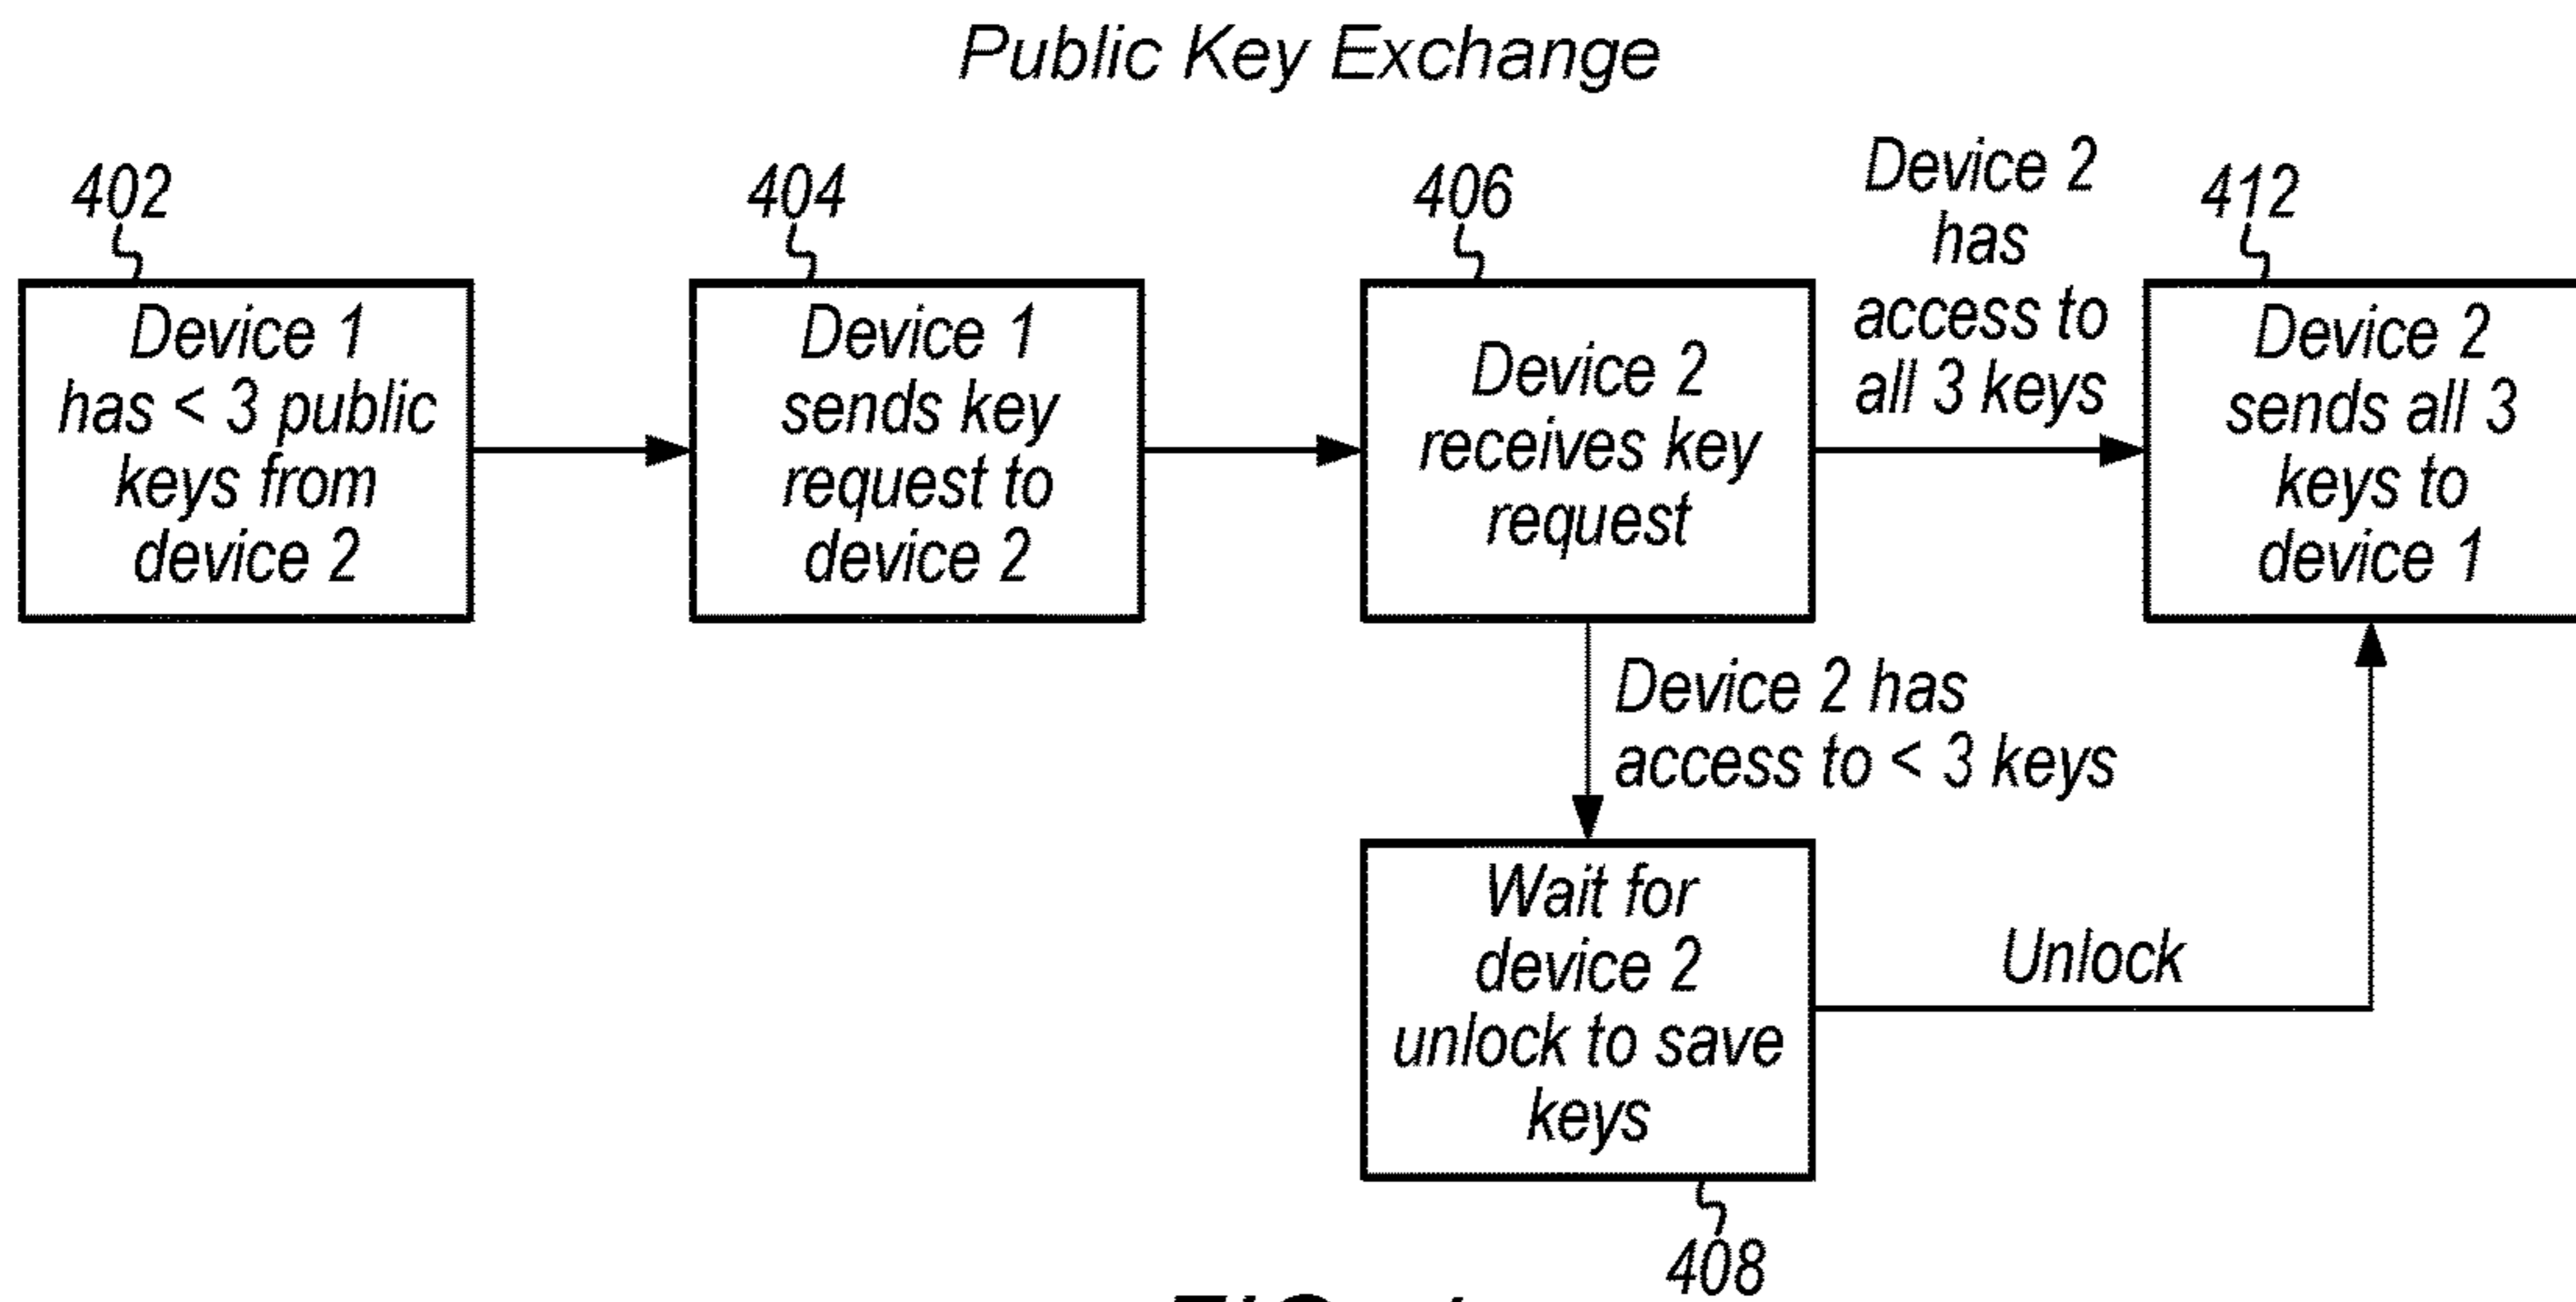 Public Key Exchange
402
Device 1
has < 3 public
keys from
device 2
404
Device 1
sends key
request to
device 2
406
Device 2
receives key
request
Device 2
has
access to
all 3 keys
412
Device 2
sends all 3
keys to
device 1
Device 2 has
access to < 3 keys
Wait for
device 2
unlock to save
keys
408
Unlock